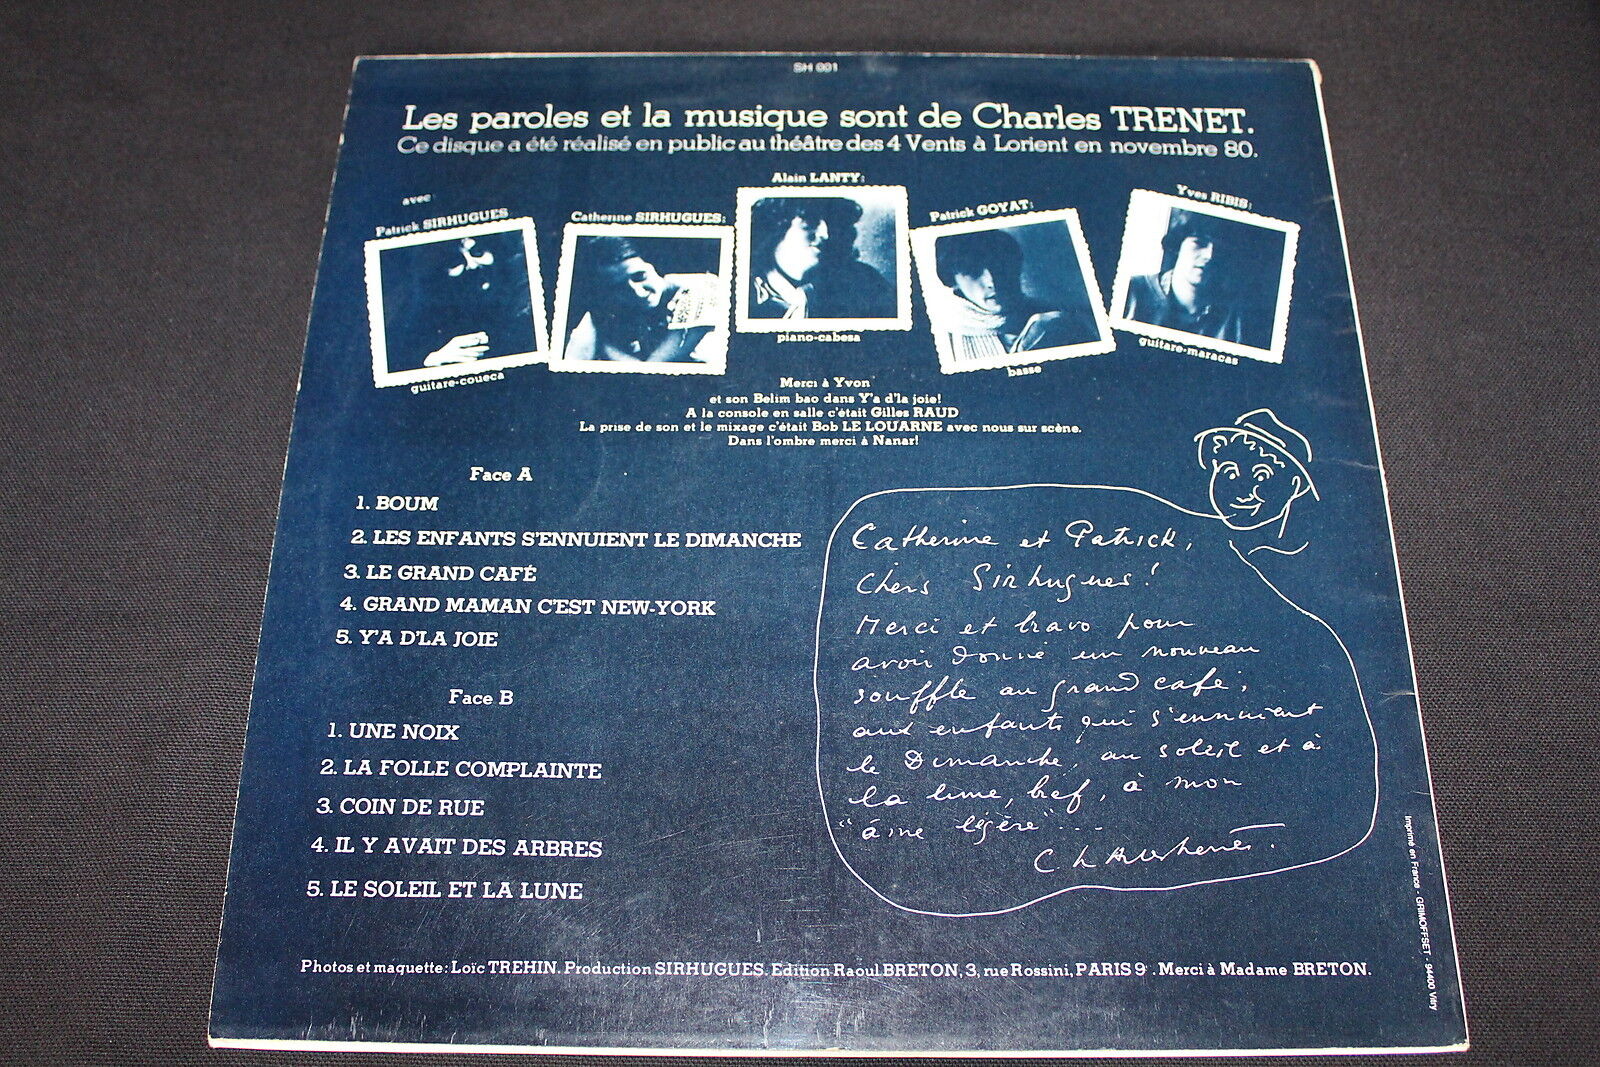 SH 001
Les paroles et la musique sont de Charles TRENET.
Ce disque a été réalisé en public au théâtre des 4 Vents à Lorient en novembre 80.
avec:
Patrick SIRHUGUES
guitare-coueca
Catherine SIRHUGUES:
Alain LANTY:
piano-cabesa
Patrick GOYAT:
basse
Yves RIBIS:
guitare-maracas
Merci à Yvon
et son Belim bao dans Y'a d'la joie!
A la console en salle c'était Gilles RAUD
La prise de son et le mixage c'était Bob LE LOUARNE avec nous sur scène.
Dans l'ombre merci à Nanar!
Face A
1. BOUM
2. LES ENFANTS S'ENNUIENT LE DIMANCHE
3. LE GRAND CAFÉ
4. GRAND MAMAN C'EST NEW-YORK
5. Y'A D'LA JOIE
Face B
1. UNE NOIX
2. LA FOLLE COMPLAINTE
3. COIN DE RUE
4. IL Y AVAIT DES ARBRES
5. LE SOLEIL ET LA LUNE
Catherine et Patrick,
Chers Sirhugues!
Merci et bravo pour
avoir donné un nouveau
souffle au grand café,
aux enfants qui s'ennuient
le Dimanche, au soleil et à
la lune, bref, à mon
"âme légère"...
Photos et maquette: Loïc TREHIN. Production SIRHUGUES. Edition Raoul BRETON, 3, rue Rossini, PARIS 9e. Merci à Madame BRETON.
Imprimé en France - GRIMOFFSET - 94400 Vitry